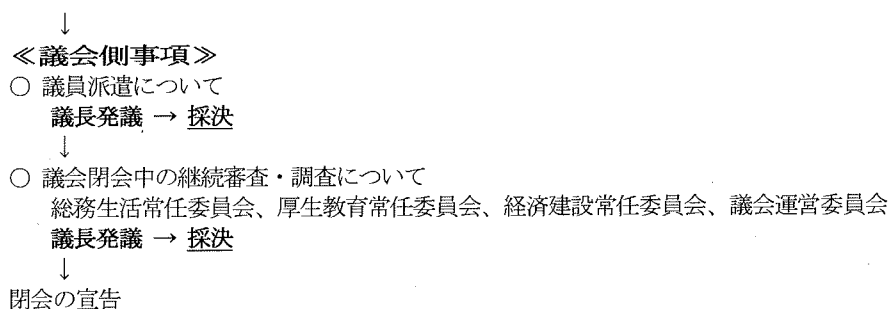 ↓
≪議会側事項≫
○ 議員派遣について
議長発議 → 採決
↓
○ 議会閉会中の継続審査・調査について
総務生活常任委員会、厚生教育常任委員会、経済建設常任委員会、議会運営委員会
議長発議 → 採決
↓
閉会の宣告